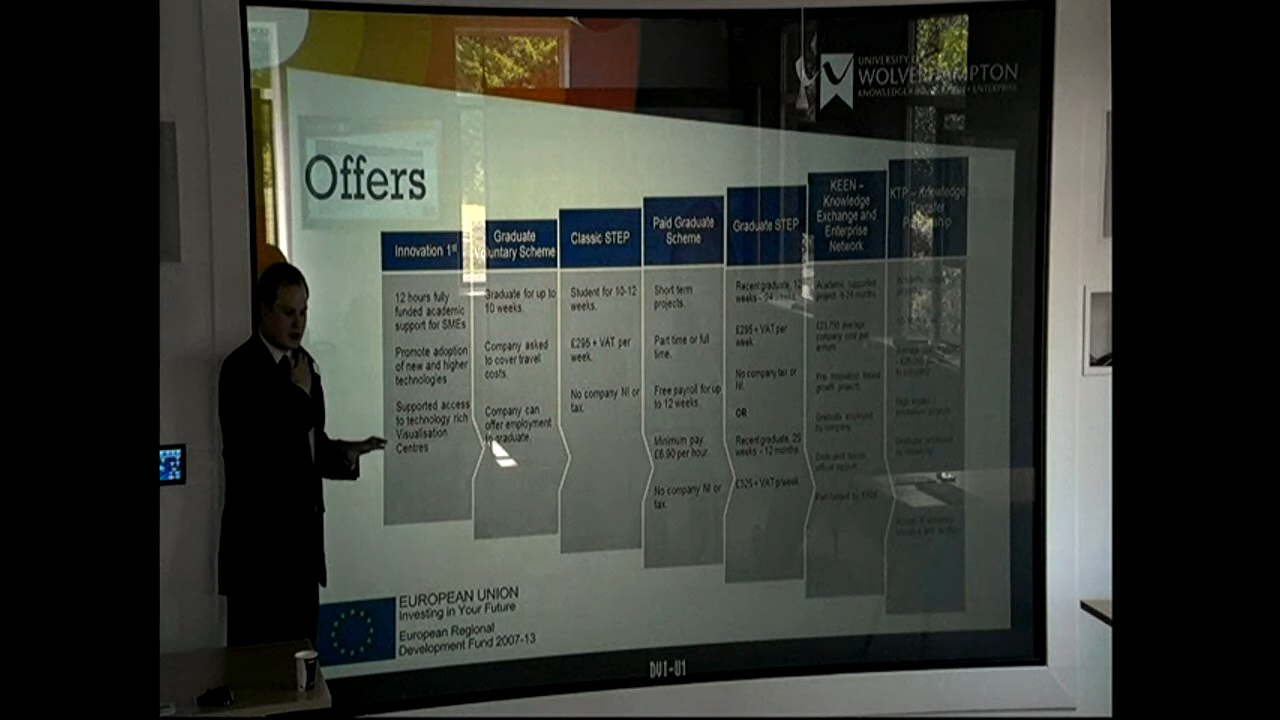 UNIVERSITY OF
WOLVERHAMPTON
KNOWLEDGE • • ENTERPRISE
Offers
Innovation 1st
12 hours fully
funded academic
support for SMEs
Promote adoption
of new and higher
technologies
Supported access
to technology rich
Visualisation
Centres
Graduate
Voluntary Scheme
Graduate for up to
10 weeks.
Company asked
to cover travel
costs.
Company can
offer employment
to graduate.
Classic STEP
Student for 10-12
weeks.
£295 + VAT per
week.
No company NI or
tax.
Paid Graduate
Scheme
Short term
projects.
Part time or full
time.
Free payroll for up
to 12 weeks.
Minimum pay
£6.90 per hour.
No company NI or
tax.
Graduate STEP
Recent graduate, 12
weeks - 24 weeks
£295 + VAT per
week
No company tax or
NI.
OR
Recent graduate, 25
weeks - 12 months
£325 + VAT p/week
KEEN –
Knowledge
Exchange and
Enterprise
Network
Academic supported
project, 6-24 months
£23,750 average
company cost per
annum
growth projects
Graduate employed
by company
Part funded by ERDF
KTP – Knowledge
Transfer
Partnership
EUROPEAN UNION
Investing in Your Future
European Regional
Development Fund 2007-13
DVI-U1